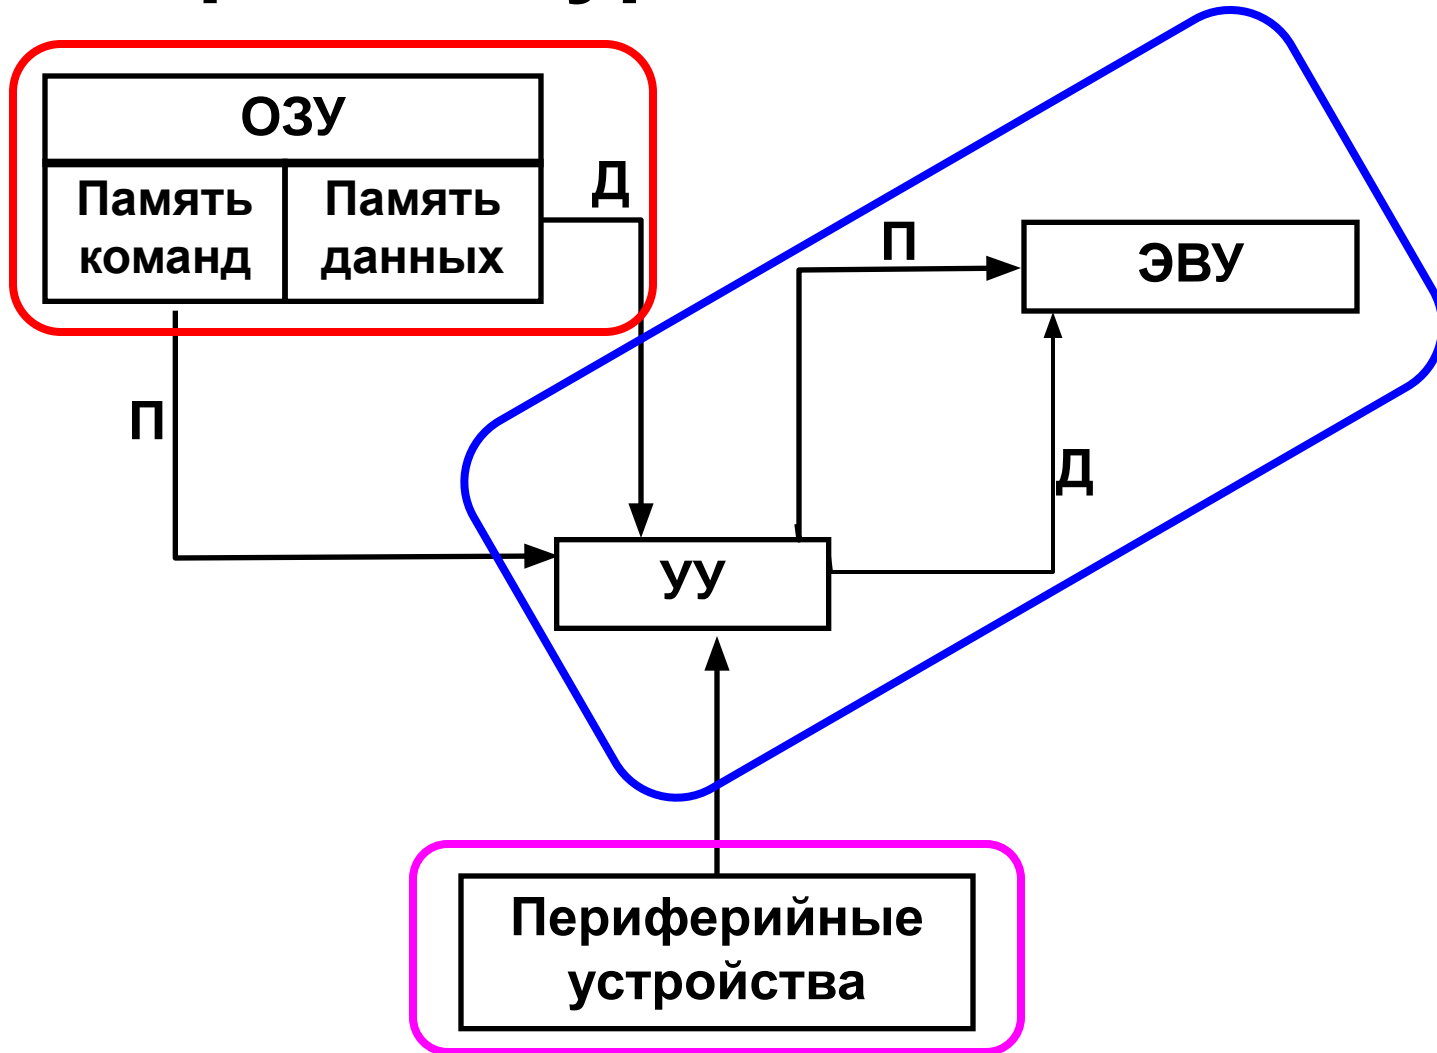 ОЗУ
Память
команд
Память
данных
Д
П
П
ЭВУ
Д
УУ
Периферийные
устройства